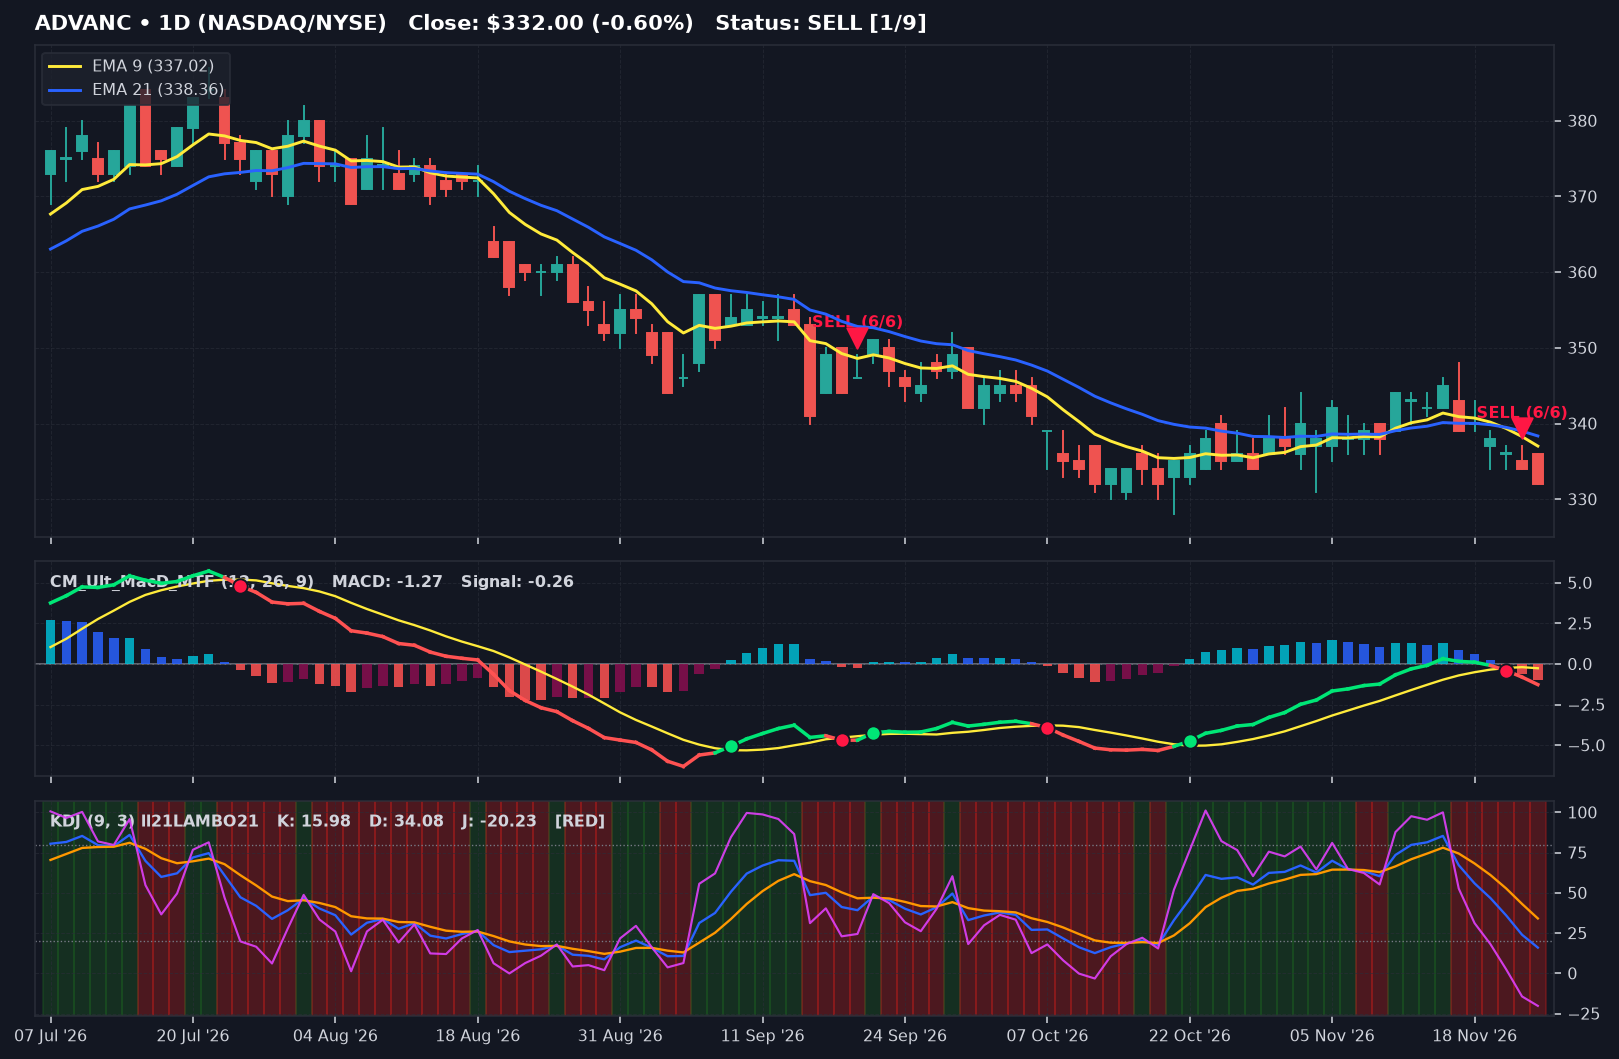 ADVANC • 1D (NASDAQ/NYSE)   Close: $332.00 (-0.60%)   Status: SELL [1/9]
EMA 9 (337.02)
EMA 21 (338.36)
380
370
360
350
340
330
SELL (6/6)
SELL (6/6)
CM_Ult_MacD_MTF (12, 26, 9)   MACD: -1.27   Signal: -0.26
5.0
2.5
0.0
−2.5
−5.0
KDJ (9, 3) II21LAMBO21   K: 15.98   D: 34.08   J: -20.23   [RED]
100
75
50
25
0
−25
07 Jul '26   20 Jul '26   04 Aug '26   18 Aug '26   31 Aug '26   11 Sep '26   24 Sep '26   07 Oct '26   22 Oct '26   05 Nov '26   18 Nov '26